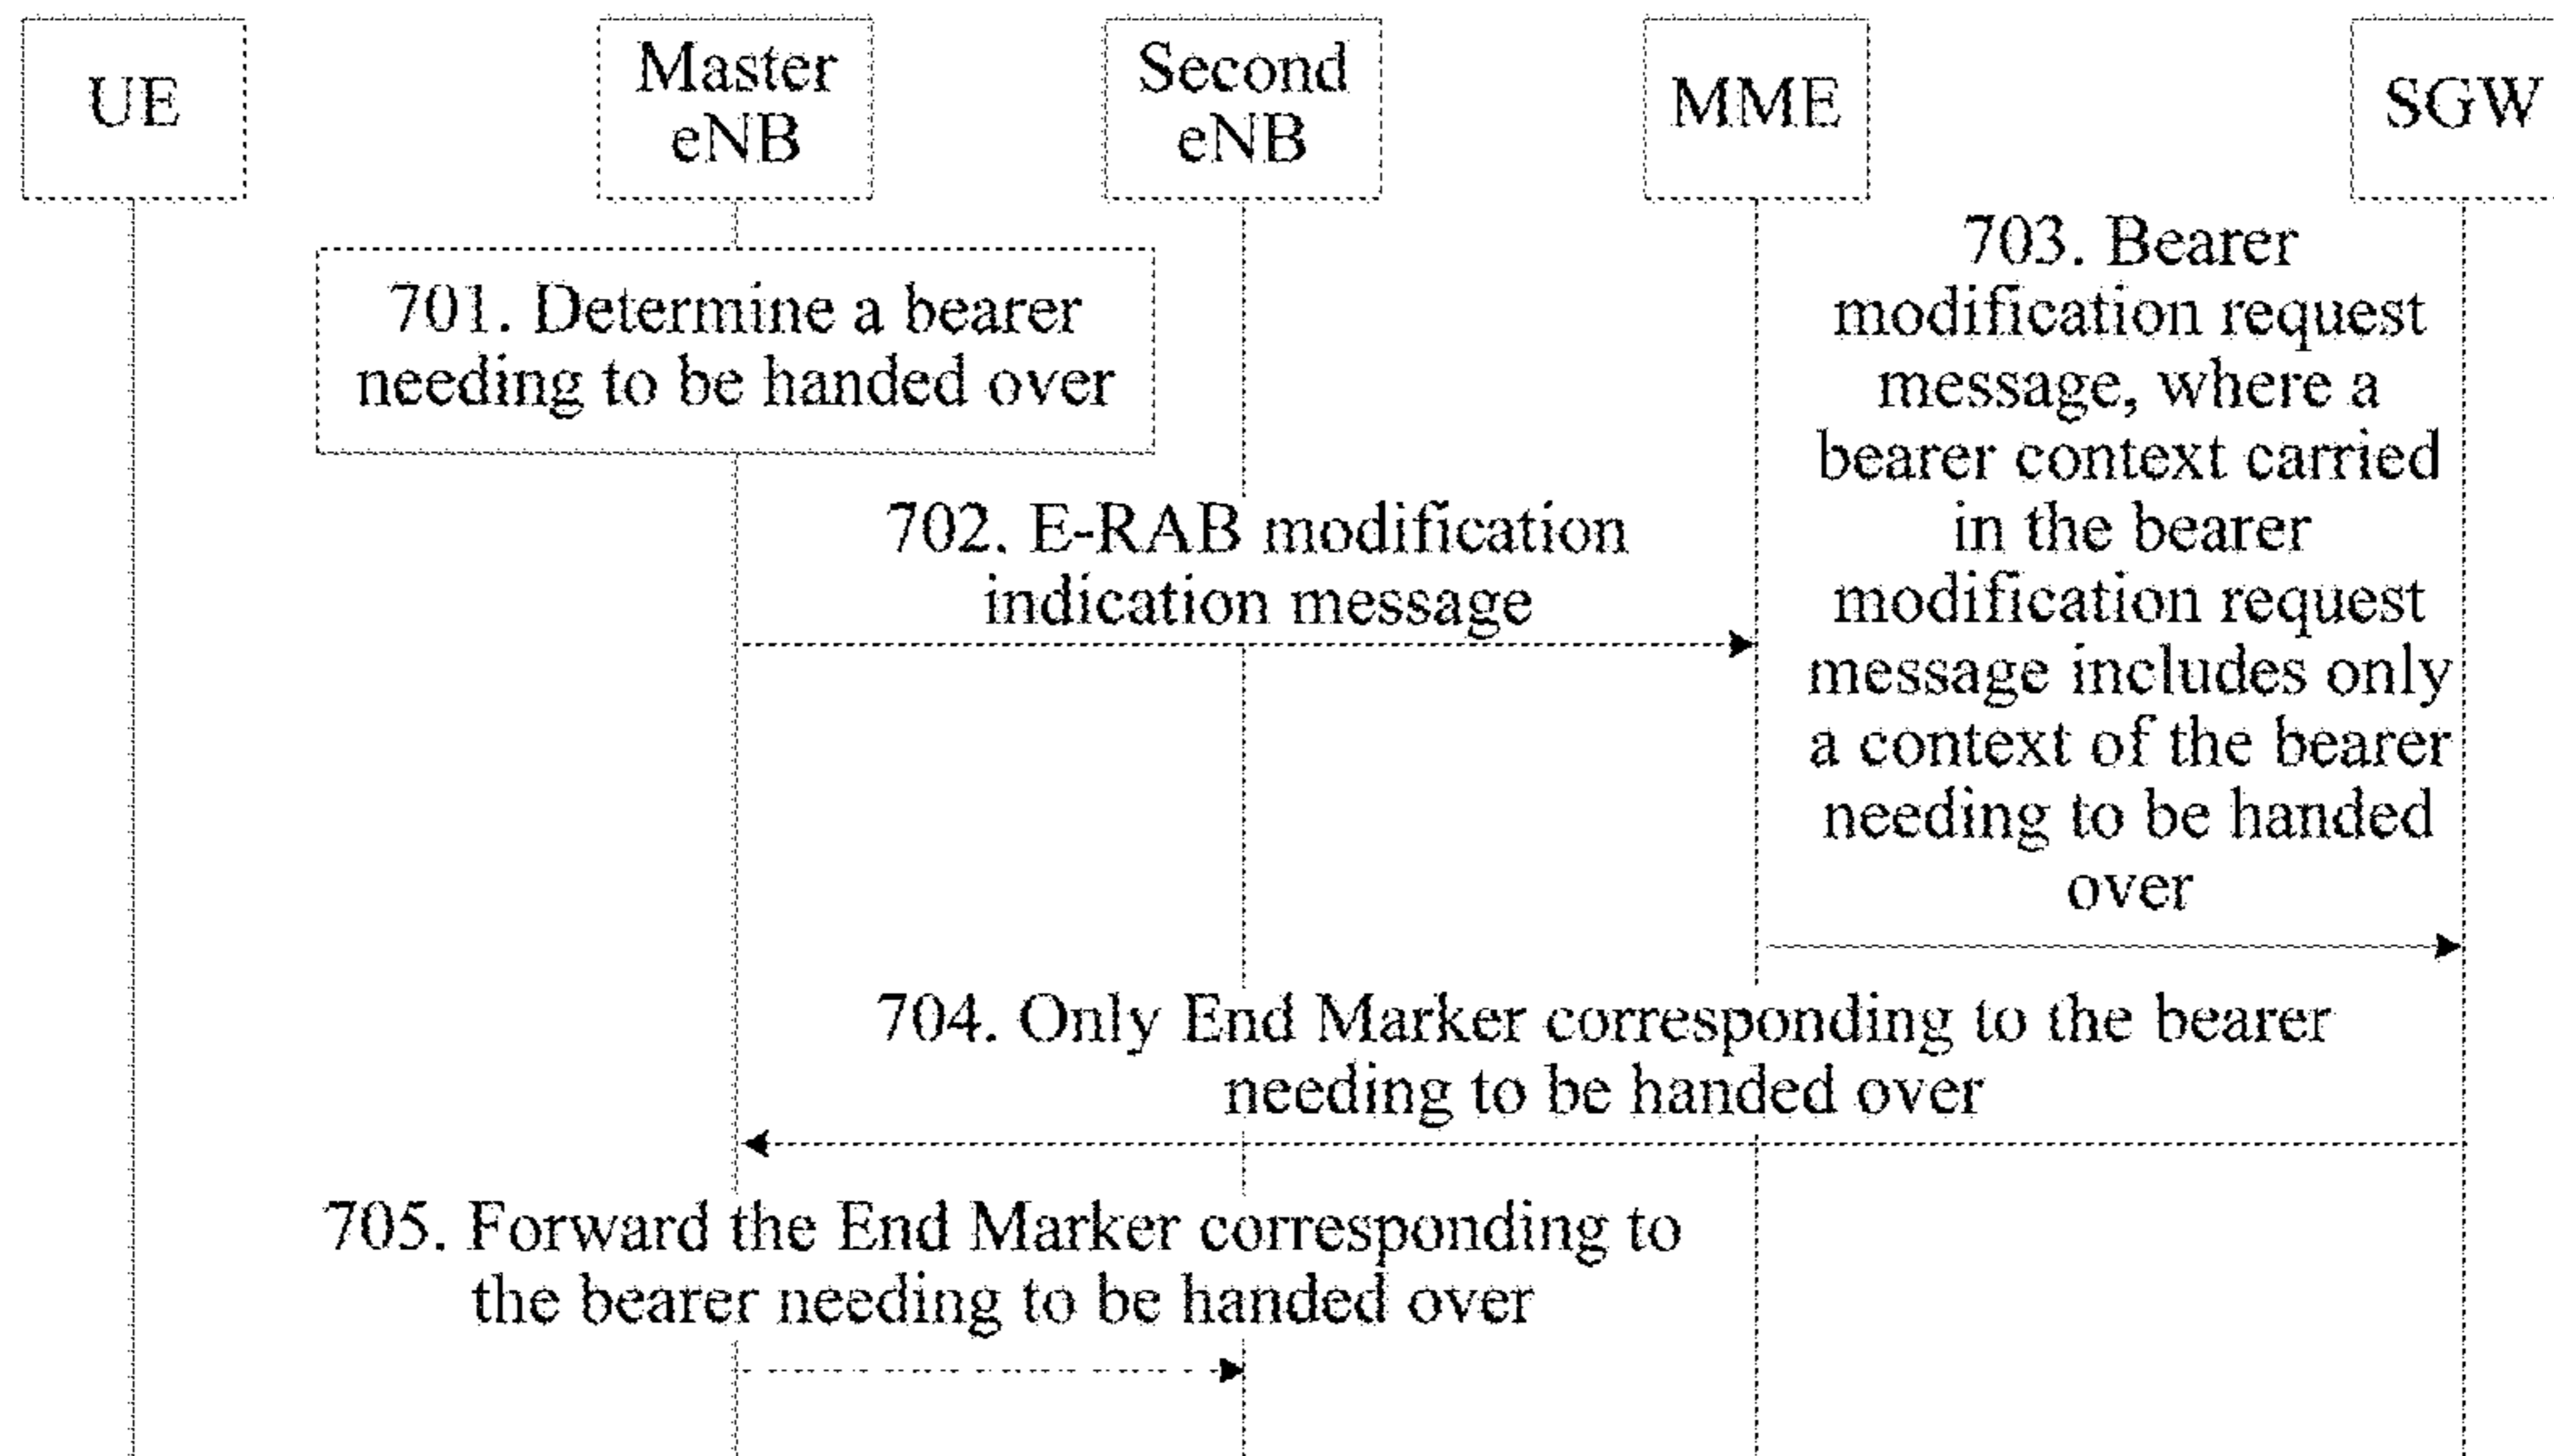 UE
Master
eNB
Second
eNB
MME
SGW
701. Determine a bearer
needing to be handed over
702. E-RAB modification
indication message
703. Bearer
modification request
message, where a
bearer context carried
in the bearer
modification request
message includes only
a context of the bearer
needing to be handed
over
704. Only End Marker corresponding to the bearer
needing to be handed over
705. Forward the End Marker corresponding to
the bearer needing to be handed over